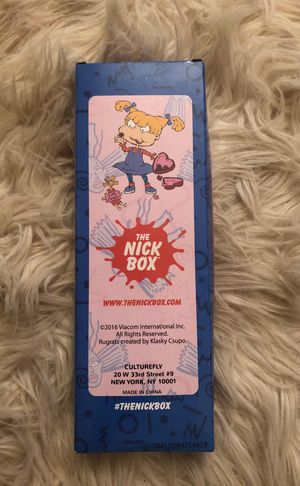 THE
NICK
BOX
WWW.THENICKBOX.COM
©2016 Viacom International Inc.
All Rights Reserved.
Rugrats created by Klasky Csupo.
CULTUREFLY
20 W 33rd Street #9
NEW YORK, NY 10001
MADE IN CHINA
#THENICKBOX